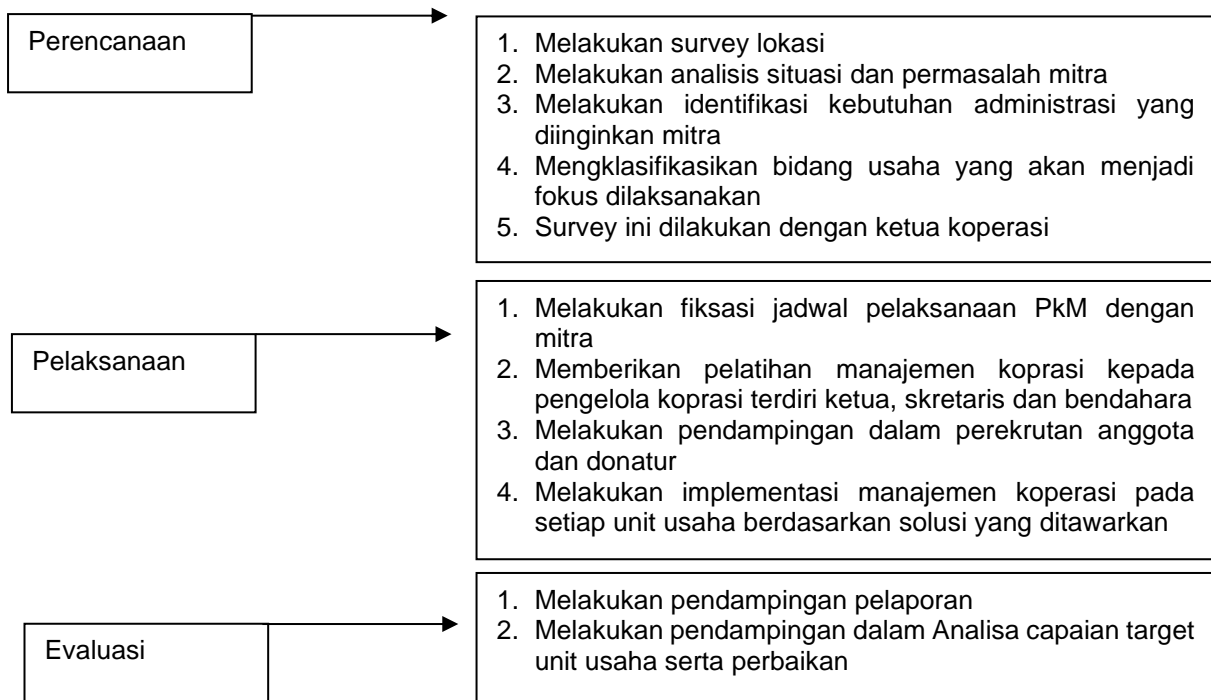 Perencanaan
1. Melakukan survey lokasi
2. Melakukan analisis situasi dan permasalah mitra
3. Melakukan identifikasi kebutuhan administrasi yang
diinginkan mitra
4. Mengklasifikasikan bidang usaha yang akan menjadi
fokus dilaksanakan
5. Survey ini dilakukan dengan ketua koperasi
Pelaksanaan
1. Melakukan fiksasi jadwal pelaksanaan PkM dengan
mitra
2. Memberikan pelatihan manajemen koprasi kepada
pengelola koprasi terdiri ketua, skretaris dan bendahara
3. Melakukan pendampingan dalam perekrutan anggota
dan donatur
4. Melakukan implementasi manajemen koperasi pada
setiap unit usaha berdasarkan solusi yang ditawarkan
Evaluasi
1. Melakukan pendampingan pelaporan
2. Melakukan pendampingan dalam Analisa capaian target
unit usaha serta perbaikan